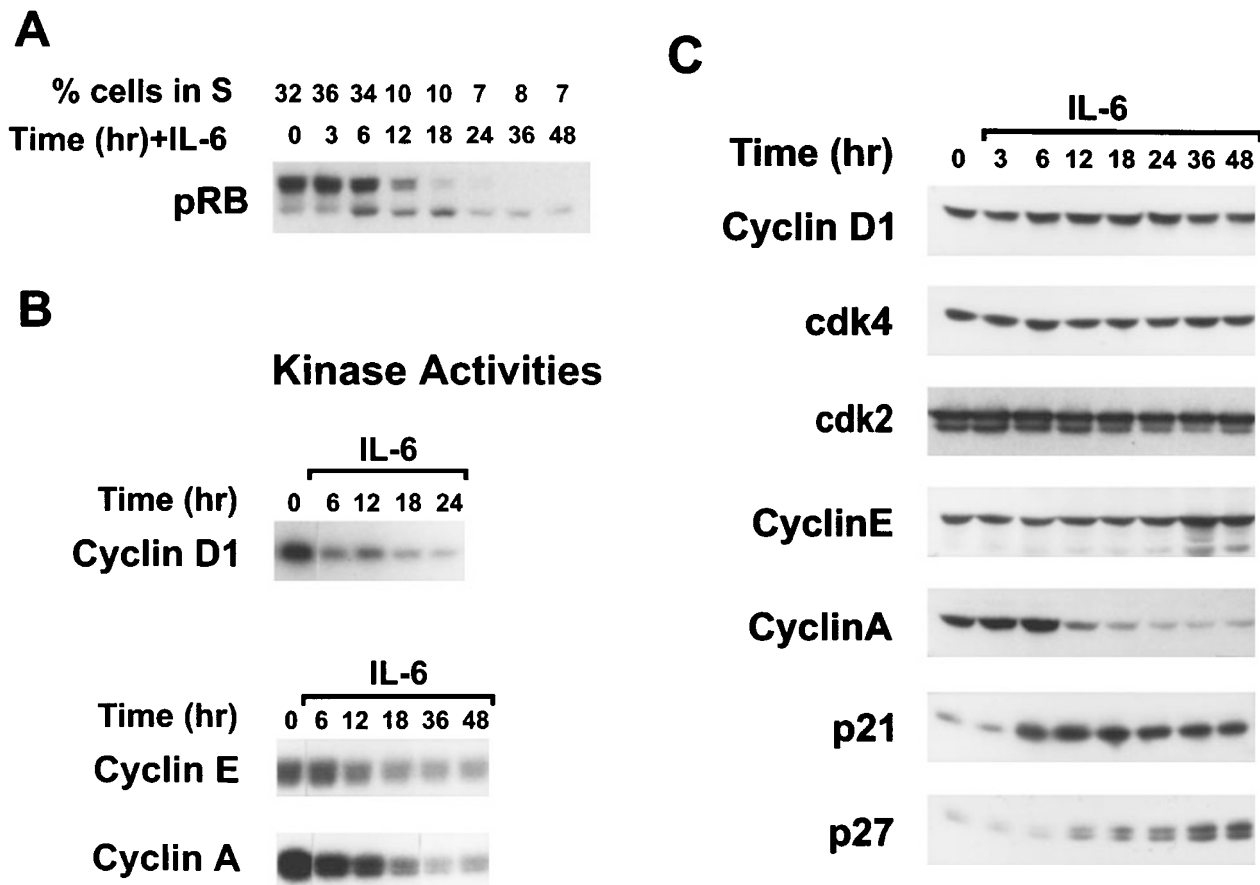 A
% cells in S 32 36 34 10 10 7 8 7
Time (hr)+IL-6 0 3 6 12 18 24 36 48
pRB
B
Kinase Activities
IL-6
Time (hr) 0 6 12 18 24
Cyclin D1
IL-6
Time (hr) 0 6 12 18 36 48
Cyclin E
Cyclin A
C
IL-6
Time (hr) 0 3 6 12 18 24 36 48
Cyclin D1
cdk4
cdk2
CyclinE
CyclinA
p21
p27